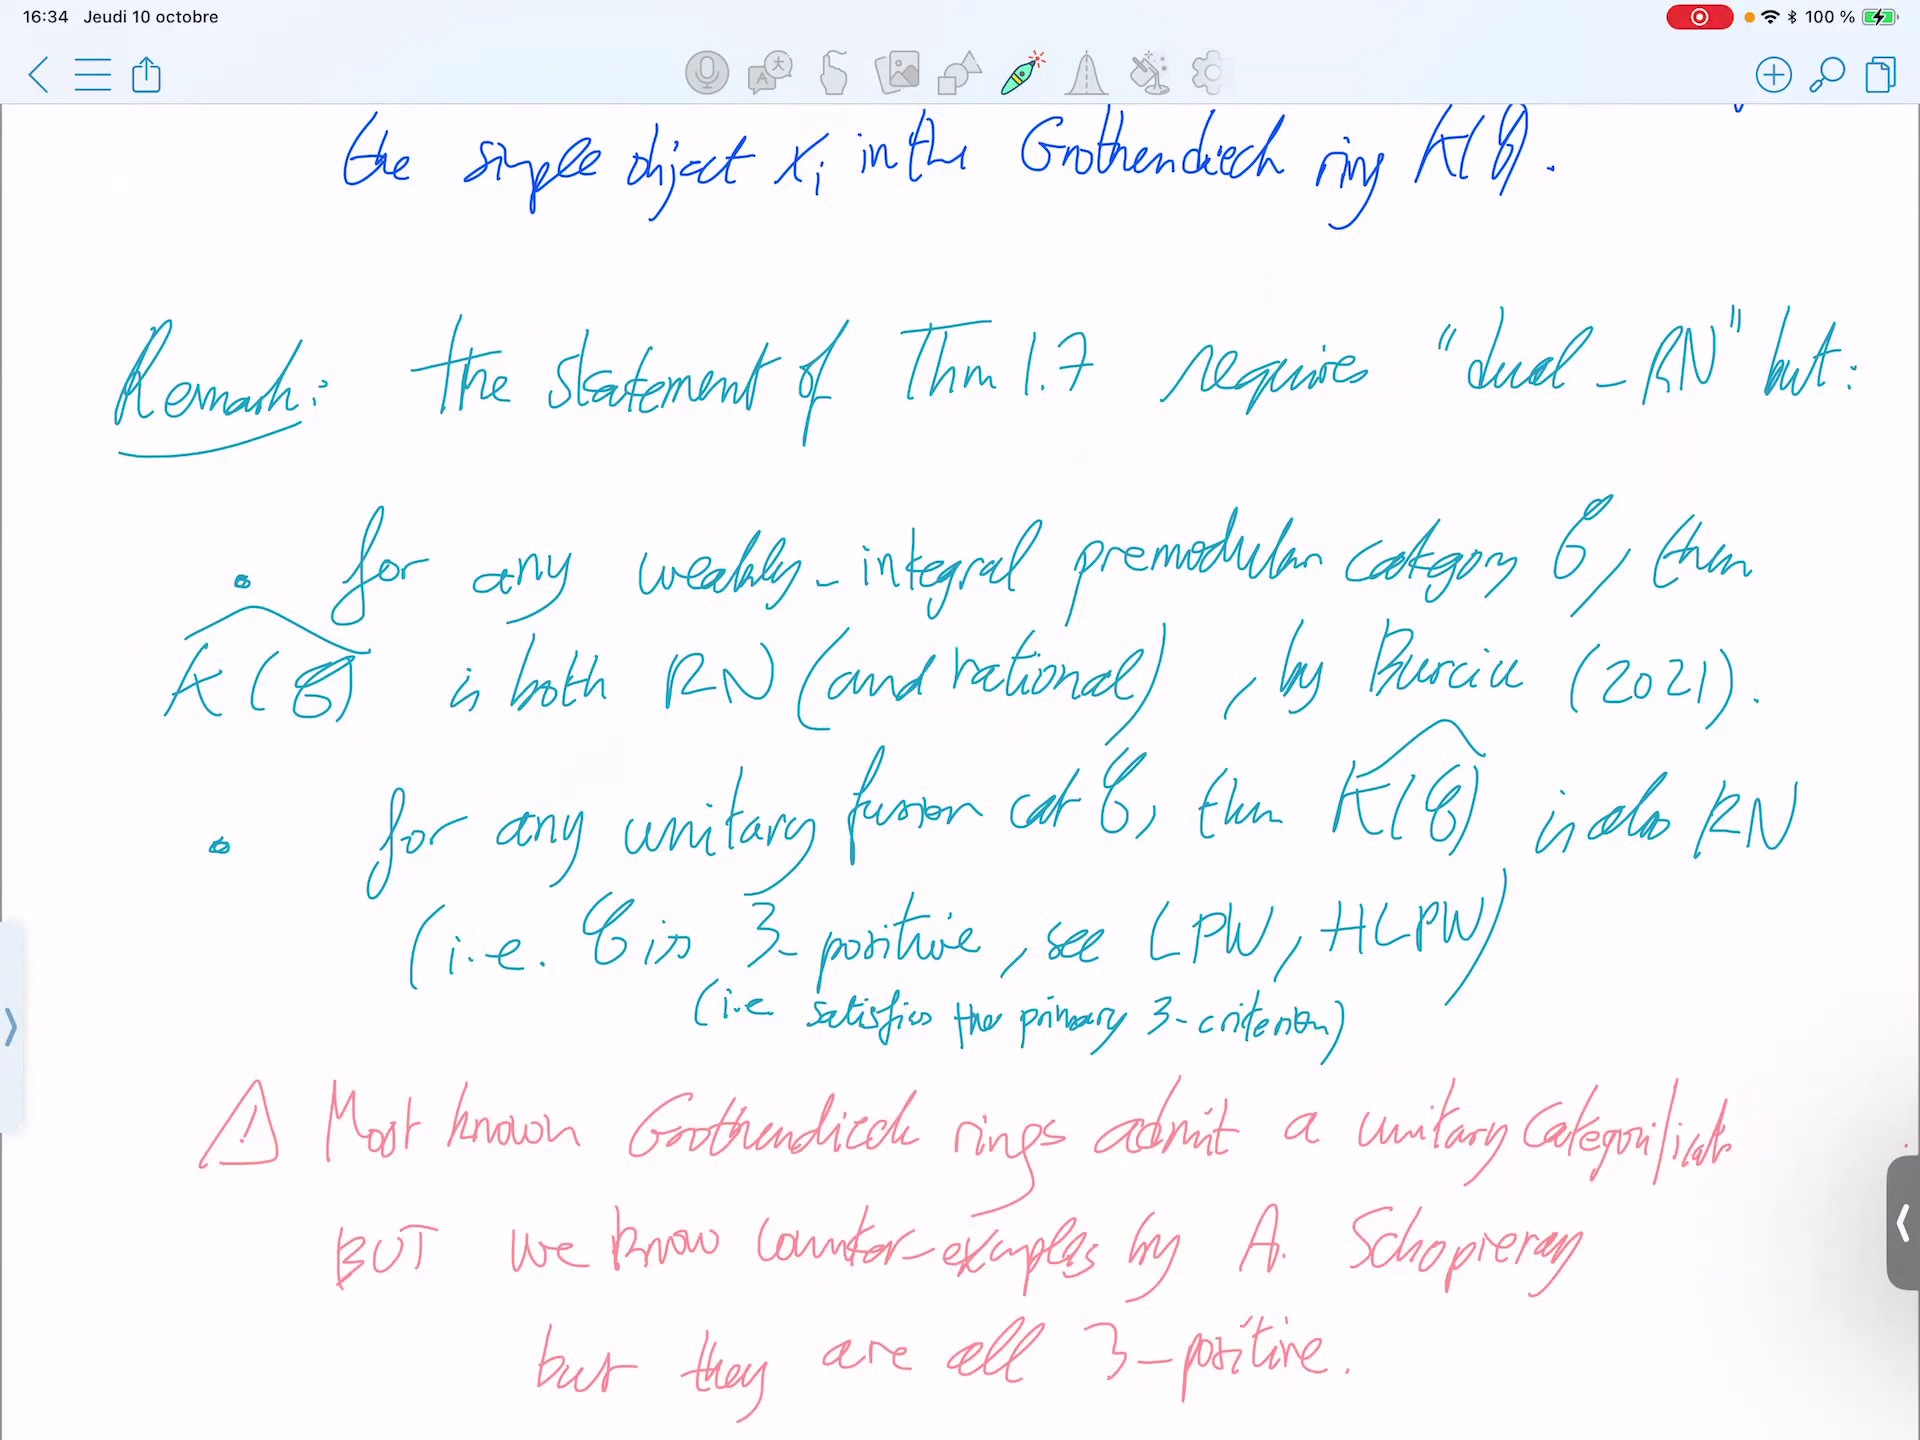 16:34 Jeudi 10 octobre 100 %
the simple object Xi in the Grothendieck ring K(𝒞).
Remark: The statement of Thm 1.7 requires "dual-RN" but:
• for any weakly-integral premodular category 𝒞, then
K̂(𝒞) is both RN (and rational), by Burciu (2021).
• for any unitary fusion cat 𝒞, then K̂(𝒞) is also RN
(i.e. 𝒞 is 3-positive, see LPW, HLPW)
(i.e satisfies the primary 3-criterion)
⚠ Most known Grothendieck rings admit a unitary
BUT we know counter-examples by A. Schopieray
but they are all 3-positive.